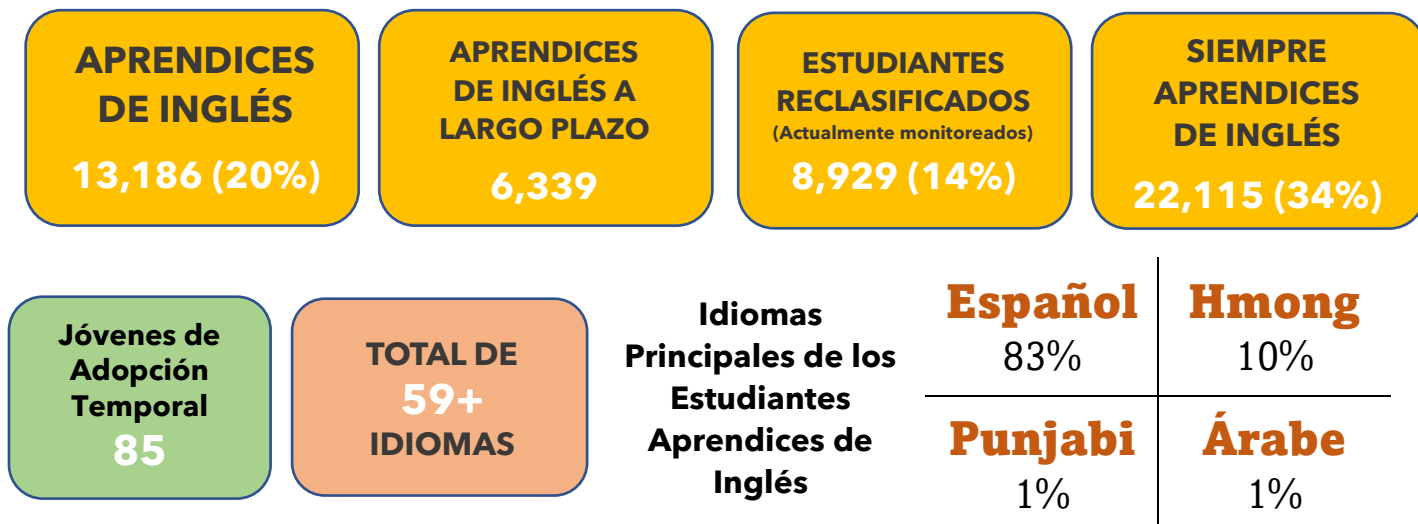 APRENDICES
DE INGLÉS
13,186 (20%)
APRENDICES
DE INGLÉS A
LARGO PLAZO
6,339
ESTUDIANTES
RECLASIFICADOS
(Actualmente monitoreados)
8,929 (14%)
SIEMPRE
APRENDICES
DE INGLÉS
22,115 (34%)
Jóvenes de
Adopción
Temporal
85
TOTAL DE
59+
IDIOMAS
Idiomas
Principales de los
Estudiantes
Aprendices de
Inglés
Español
83%
Hmong
10%
Punjabi
1%
Árabe
1%